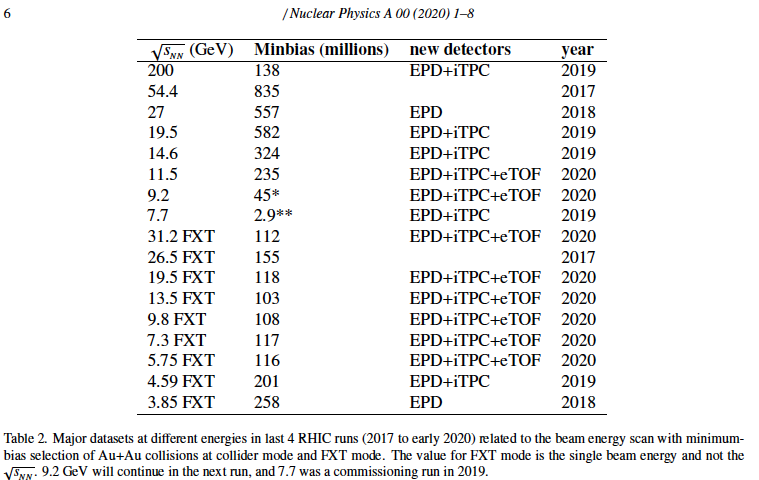 6 /Nuclear Physics A 00 (2020) 1–8
√sNN (GeV) Minbias (millions) new detectors year
200 138 EPD+iTPC 2019
54.4 835 2017
27 557 EPD 2018
19.5 582 EPD+iTPC 2019
14.6 324 EPD+iTPC 2019
11.5 235 EPD+iTPC+eTOF 2020
9.2 45* EPD+iTPC+eTOF 2020
7.7 2.9** EPD+iTPC 2019
31.2 FXT 112 EPD+iTPC+eTOF 2020
26.5 FXT 155 2017
19.5 FXT 118 EPD+iTPC+eTOF 2020
13.5 FXT 103 EPD+iTPC+eTOF 2020
9.8 FXT 108 EPD+iTPC+eTOF 2020
7.3 FXT 117 EPD+iTPC+eTOF 2020
5.75 FXT 116 EPD+iTPC+eTOF 2020
4.59 FXT 201 EPD+iTPC 2019
3.85 FXT 258 EPD 2018
Table 2. Major datasets at different energies in last 4 RHIC runs (2017 to early 2020) related to the beam energy scan with minimum-
bias selection of Au+Au collisions at collider mode and FXT mode. The value for FXT mode is the single beam energy and not the
√sNN. 9.2 GeV will continue in the next run, and 7.7 was a commissioning run in 2019.